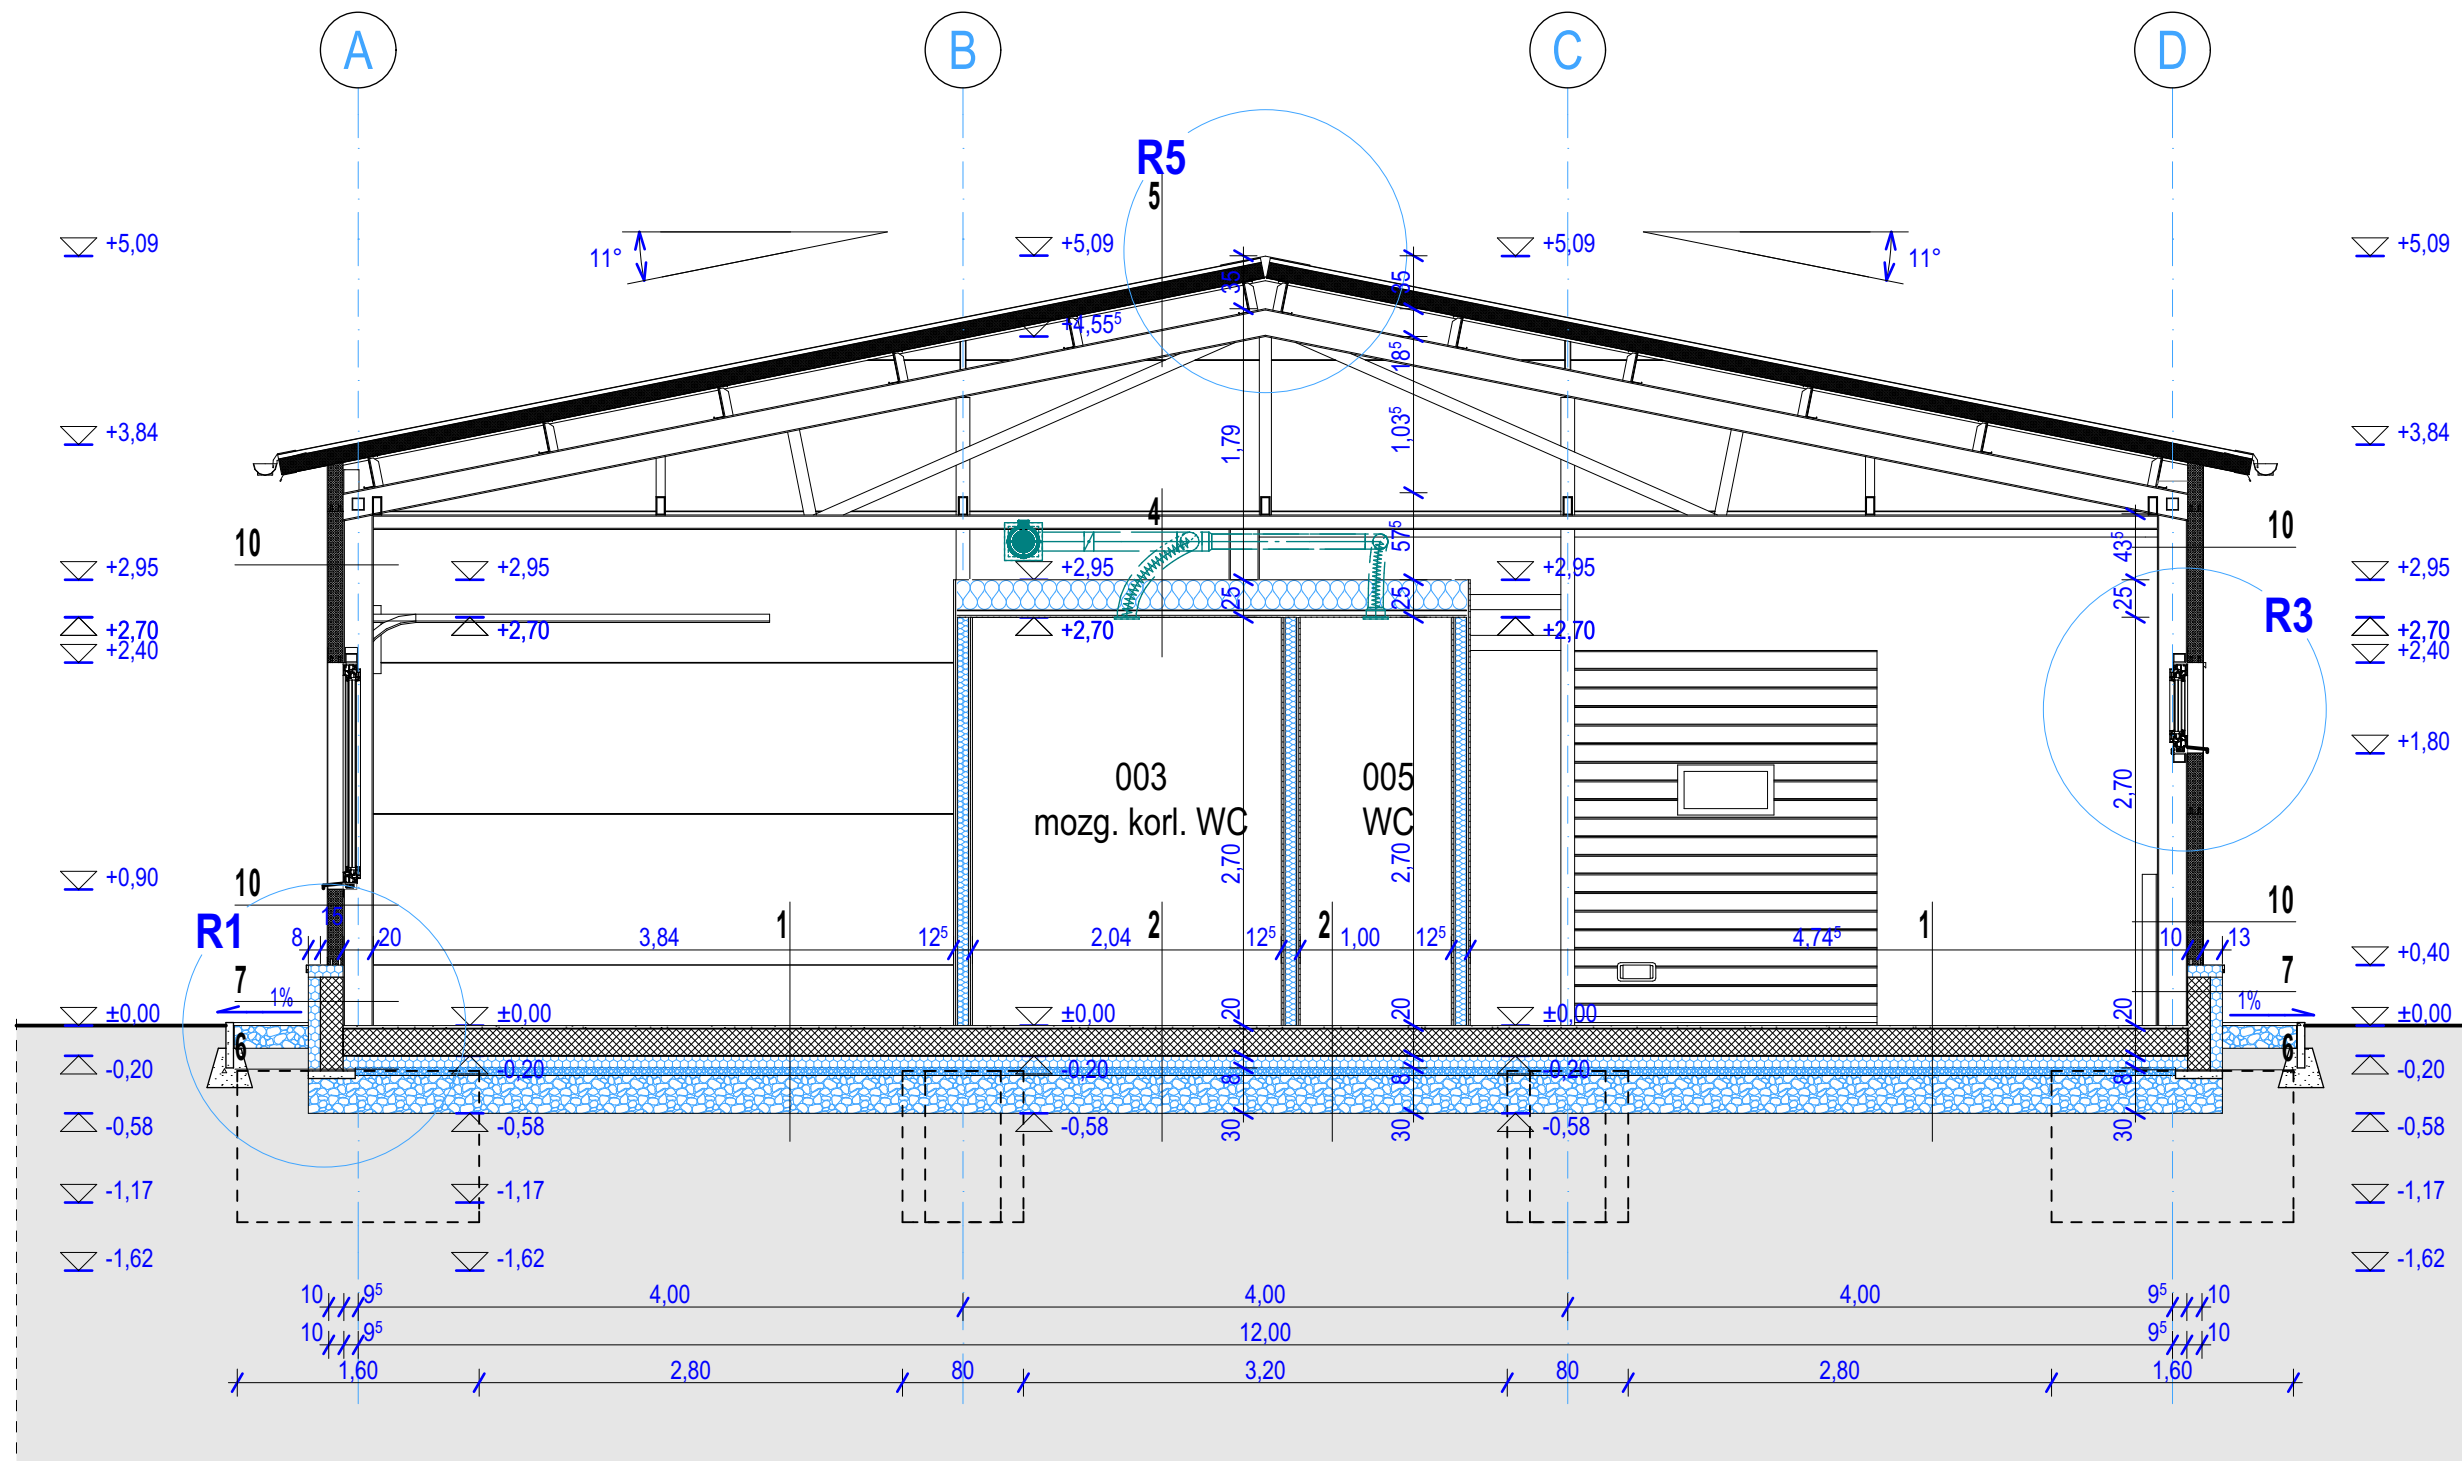 A B C D
R5
5
+5,09 11° +5,09 +5,09 11° +5,09
35 35
+4,55⁵
18⁵
+3,84 1,79 1,03⁵ +3,84
4
10 57⁵ 43⁵ 10
+2,95 +2,95 +2,95 +2,95 +2,95
25 25 25
+2,70 +2,70 +2,70 +2,70 +2,70
R3
+2,40 +2,40
+1,80
003 005
mozg. korl. WC WC
2,70 2,70 2,70
+0,90 10 10
R1 15 1 2 2 1
8 20 3,84 12⁵ 2,04 12⁵ 1,00 12⁵ 4,74⁵ 10 13
+0,40
7 7
1% 1%
±0,00 ±0,00 20 ±0,00 20 ±0,00 20 ±0,00
6 6
-0,20 -0,20 -0,20 8 8 -0,20 8 -0,20
-0,58 -0,58 -0,58 30 30 -0,58 30 -0,58
-1,17 -1,17 -1,17
-1,62 -1,62 -1,62
10 9⁵ 4,00 4,00 4,00 9⁵ 10
10 9⁵ 12,00 9⁵ 10
1,60 2,80 80 3,20 80 2,80 1,60